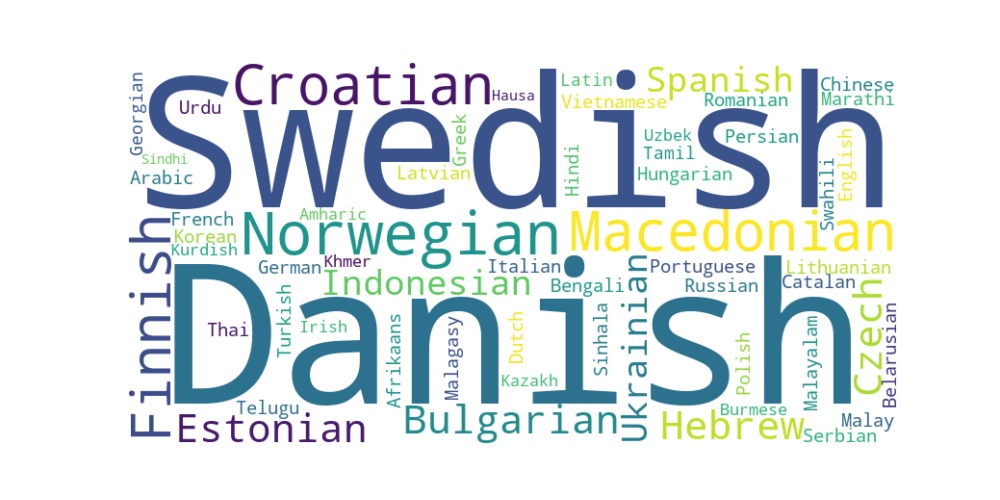 Georgian
Swedish
Croatian
Hausa
Latin
Vietnamese
Spanish
Romanian
Chinese
Marathi
Urdu
Sindhi
Arabic
Greek
Latvian
Hindi
Uzbek
Tamil
Persian
Hungarian
Swahili
English
French
Korean
Kurdish
Amharic
Norwegian
Macedonian
Finnish
German
Khmer
Indonesian
Italian
Bengali
Portuguese
Russian
Lithuanian
Catalan
Danish
Thai
Turkish
Irish
Afrikaans
Malagasy
Dutch
Kazakh
Sinhala
Ukrainian
Polish
Malayalam
Czech
Belarusian
Telugu
Estonian
Bulgarian
Hebrew
Burmese
Malay
Serbian